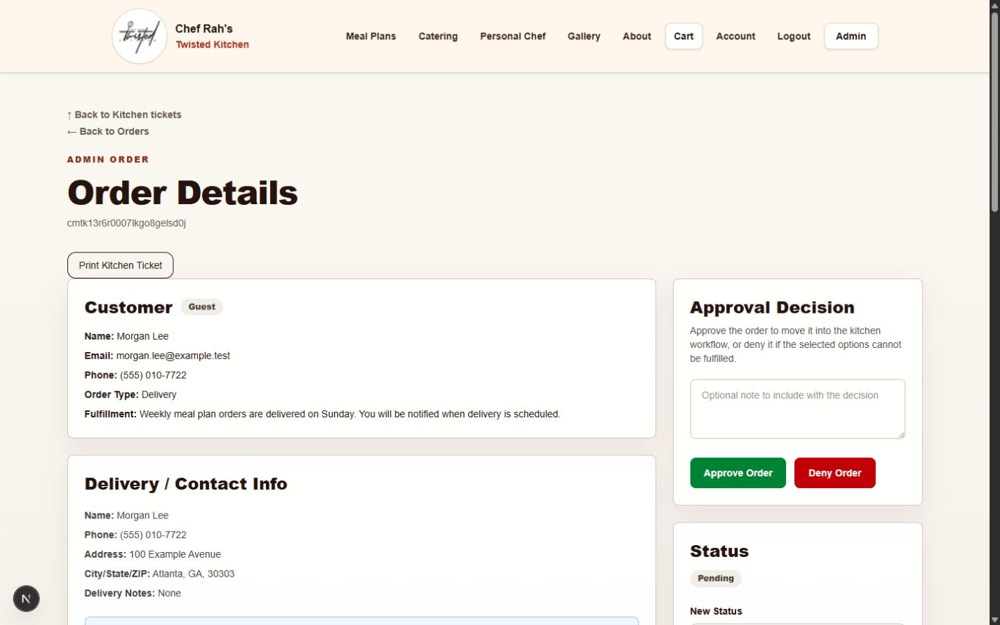 twisted
Chef Rah's
Twisted Kitchen
Meal Plans
Catering
Personal Chef
Gallery
About
Cart
Account
Logout
Admin
↑ Back to Kitchen tickets
← Back to Orders
ADMIN ORDER
Order Details
cmtk13r6r0007lkgo8gelsd0j
Print Kitchen Ticket
Customer Guest
Name: Morgan Lee
Email: morgan.lee@example.test
Phone: (555) 010-7722
Order Type: Delivery
Fulfillment: Weekly meal plan orders are delivered on Sunday. You will be notified when delivery is scheduled.
Delivery / Contact Info
Name: Morgan Lee
Phone: (555) 010-7722
Address: 100 Example Avenue
City/State/ZIP: Atlanta, GA, 30303
Delivery Notes: None
Approval Decision
Approve the order to move it into the kitchen
workflow, or deny it if the selected options cannot
be fulfilled.
Optional note to include with the decision
Approve Order
Deny Order
Status
Pending
New Status
N